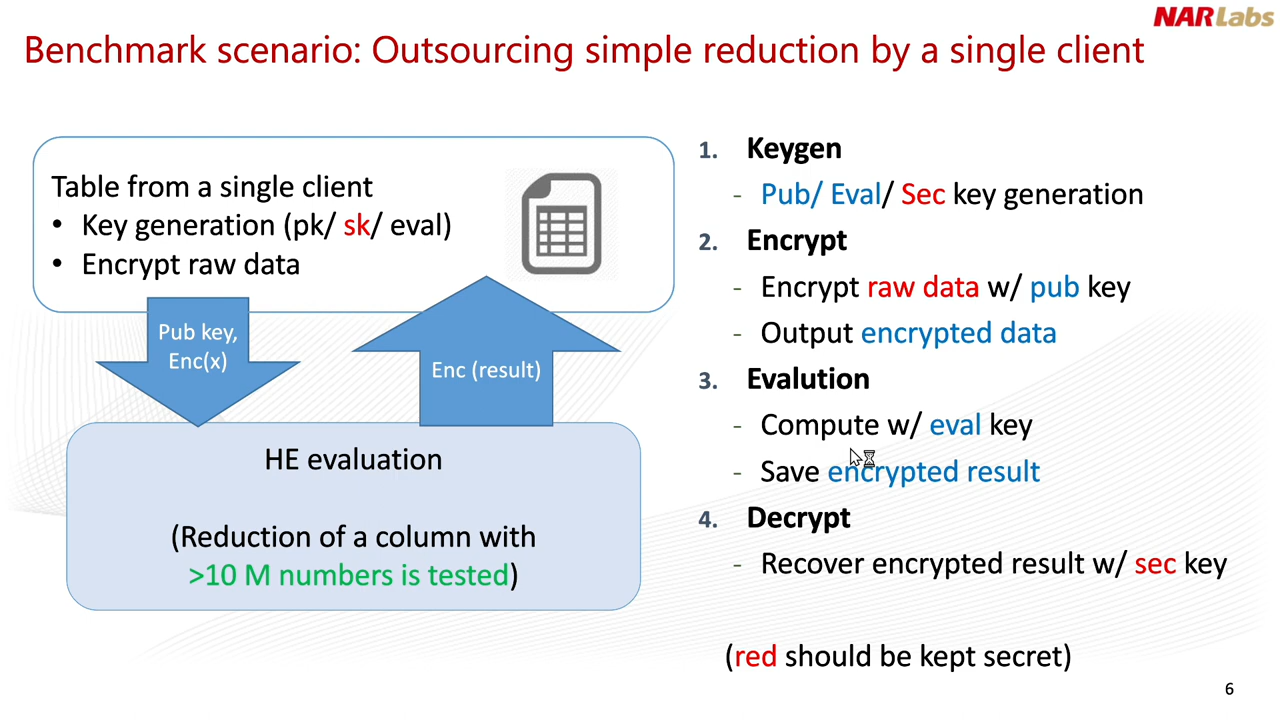 NARLabs
Benchmark scenario: Outsourcing simple reduction by a single client
Table from a single client
• Key generation (pk/ sk/ eval)
• Encrypt raw data
Pub key,
Enc(x)
Enc (result)
HE evaluation
(Reduction of a column with
>10 M numbers is tested)
1. Keygen
- Pub/ Eval/ Sec key generation
2. Encrypt
- Encrypt raw data w/ pub key
- Output encrypted data
3. Evalution
- Compute w/ eval key
- Save encrypted result
4. Decrypt
- Recover encrypted result w/ sec key
(red should be kept secret)
6